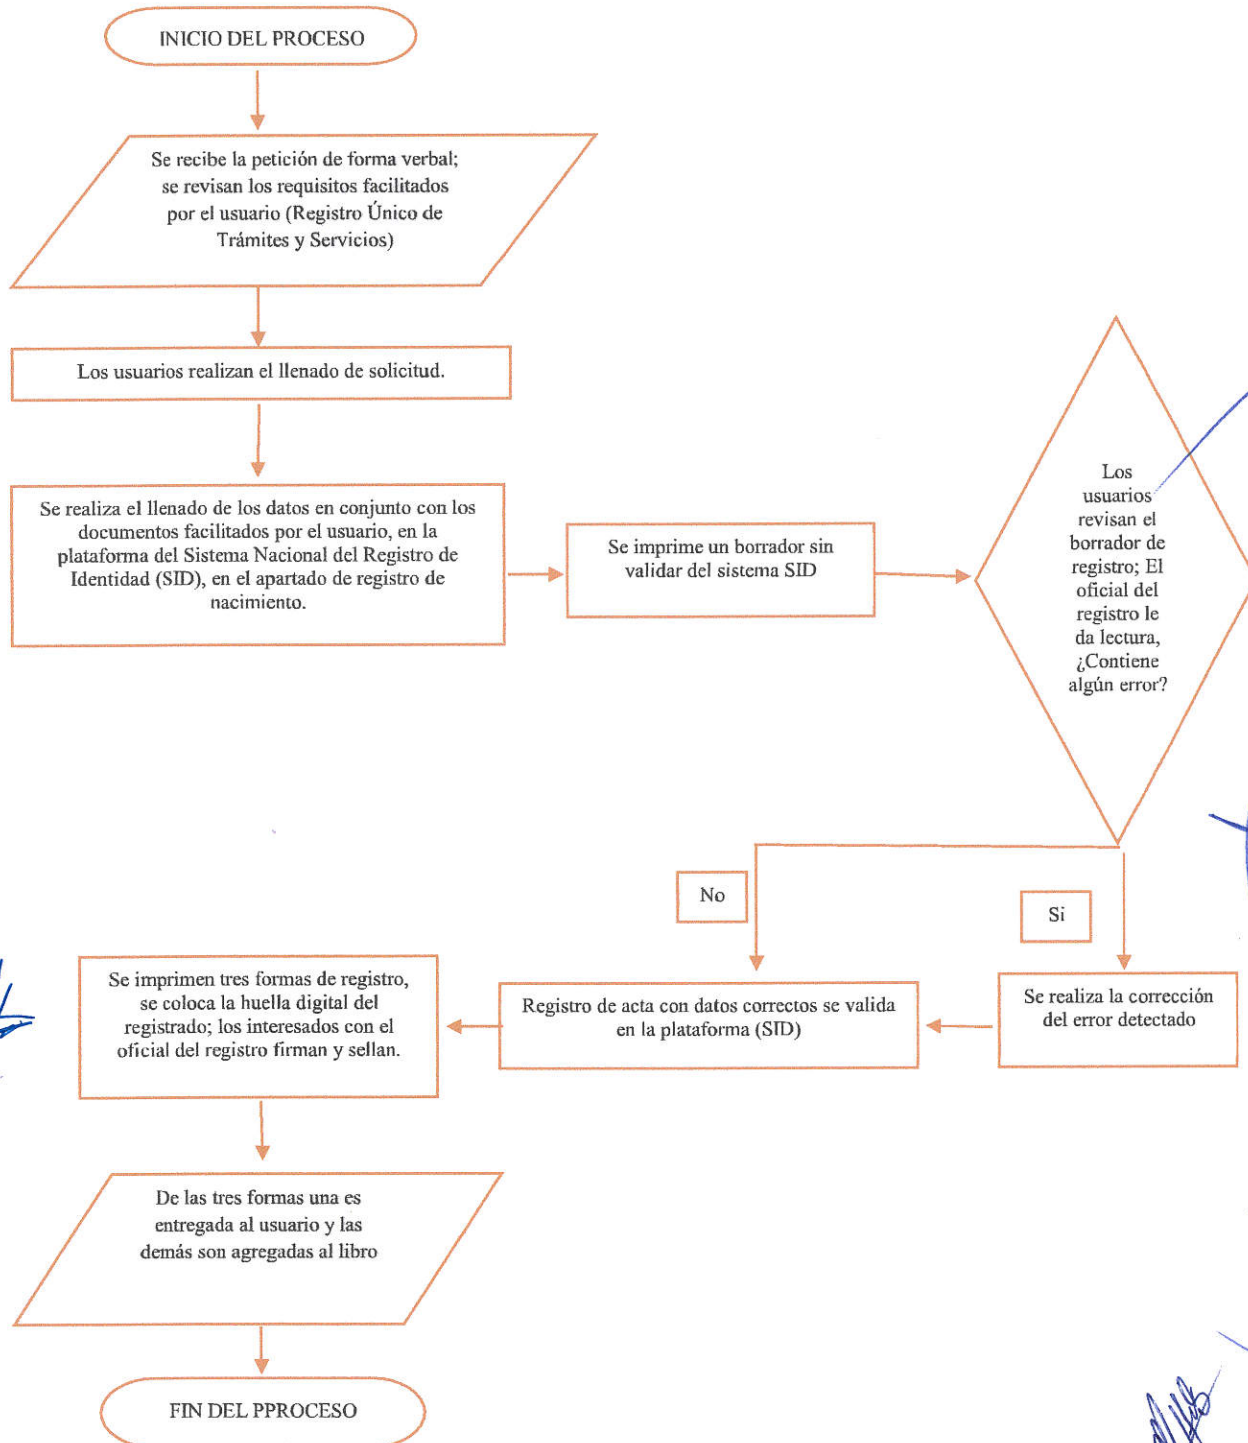 INICIO DEL PROCESO
Se recibe la petición de forma verbal;
se revisan los requisitos facilitados
por el usuario (Registro Único de
Trámites y Servicios)
Los usuarios realizan el llenado de solicitud.
Se realiza el llenado de los datos en conjunto con los
documentos facilitados por el usuario, en la
plataforma del Sistema Nacional del Registro de
Identidad (SID), en el apartado de registro de
nacimiento.
Se imprime un borrador sin
validar del sistema SID
Los
usuarios
revisan el
borrador de
registro; El
oficial del
registro le
da lectura,
¿Contiene
algún error?
No
Si
Se realiza la corrección
del error detectado
Registro de acta con datos correctos se valida
en la plataforma (SID)
Se imprimen tres formas de registro,
se coloca la huella digital del
registrado; los interesados con el
oficial del registro firman y sellan.
De las tres formas una es
entregada al usuario y las
demás son agregadas al libro
FIN DEL PPROCESO